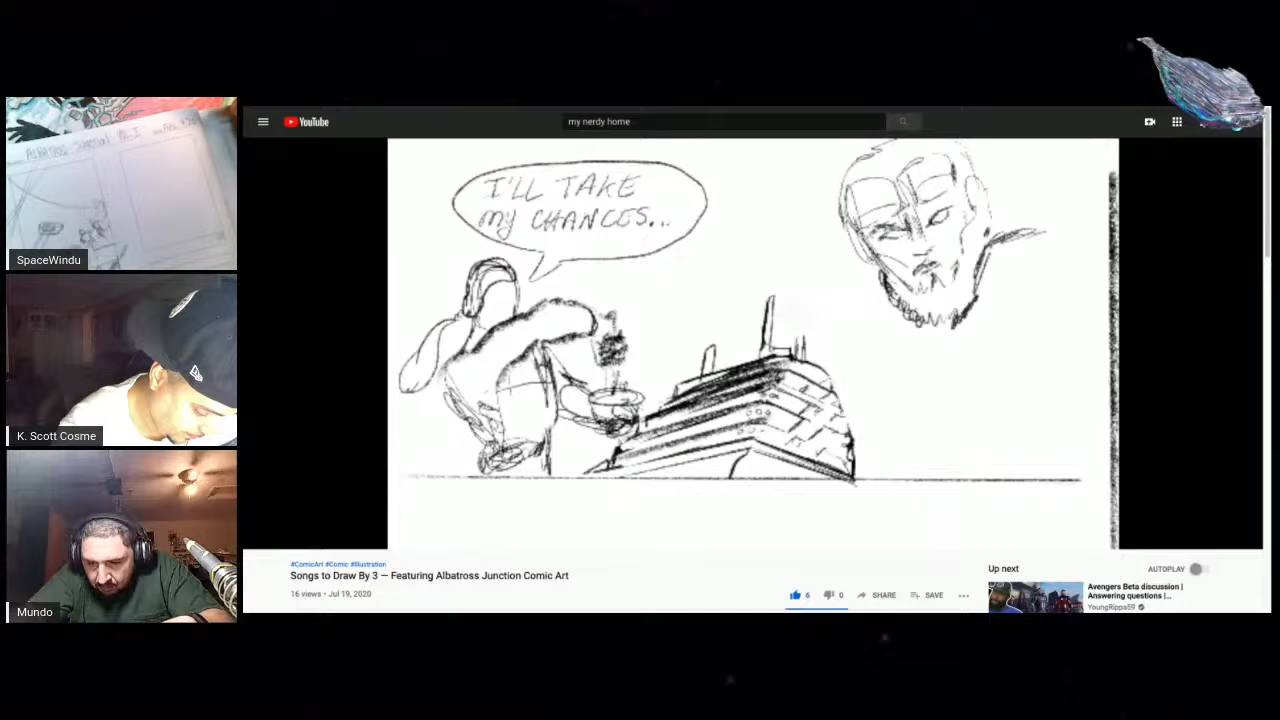 ALBATROSS JUNCTION
SpaceWindu
K. Scott Cosme
Mundo
YouTube
my nerdy home
I'LL TAKE
my CHANCES...
#ComicArt #Comic #Illustration
Songs to Draw By 3 — Featuring Albatross Junction Comic Art
16 views • Jul 19, 2020
6
0
SHARE
SAVE
Up next
AUTOPLAY
Avengers Beta discussion |
Answering questions |...
YoungRippa59